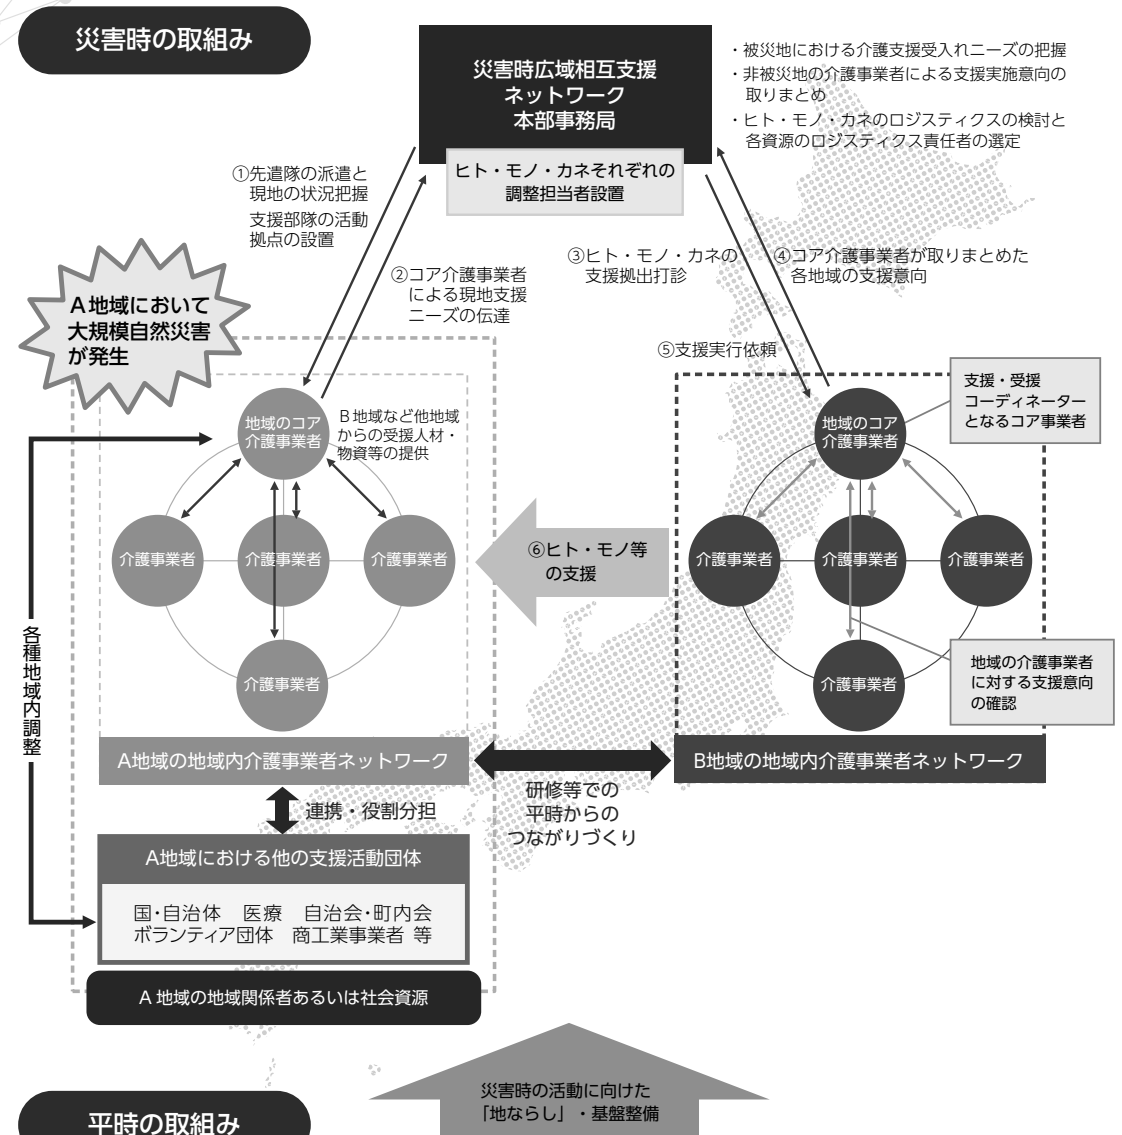 災害時の取組み
災害時広域相互支援
ネットワーク
本部事務局
ヒト・モノ・カネそれぞれの
調整担当者設置
・被災地における介護支援受入れニーズの把握
・非被災地の介護事業者による支援実施意向の
取りまとめ
・ヒト・モノ・カネのロジスティクスの検討と
各資源のロジスティクス責任者の選定
①先遣隊の派遣と
現地の状況把握
支援部隊の活動
拠点の設置
②コア介護事業者
による現地支援
ニーズの伝達
③ヒト・モノ・カネの
支援拠出打診
④コア介護事業者が取りまとめた
各地域の支援意向
⑤支援実行依頼
A地域において
大規模自然災害
が発生
地域のコア
介護事業者
B地域など他地域
からの受援人材・
物資等の提供
介護事業者
介護事業者
介護事業者
介護事業者
⑥ヒト・モノ等
の支援
地域のコア
介護事業者
支援・受援
コーディネーター
となるコア事業者
介護事業者
介護事業者
介護事業者
介護事業者
地域の介護事業者
に対する支援意向
の確認
各種地域内調整
A地域の地域内介護事業者ネットワーク
B地域の地域内介護事業者ネットワーク
研修等での
平時からの
つながりづくり
連携・役割分担
A地域における他の支援活動団体
国・自治体 医療 自治会・町内会
ボランティア団体 商工業事業者 等
A 地域の地域関係者あるいは社会資源
災害時の活動に向けた
「地ならし」・基盤整備
平時の取組み